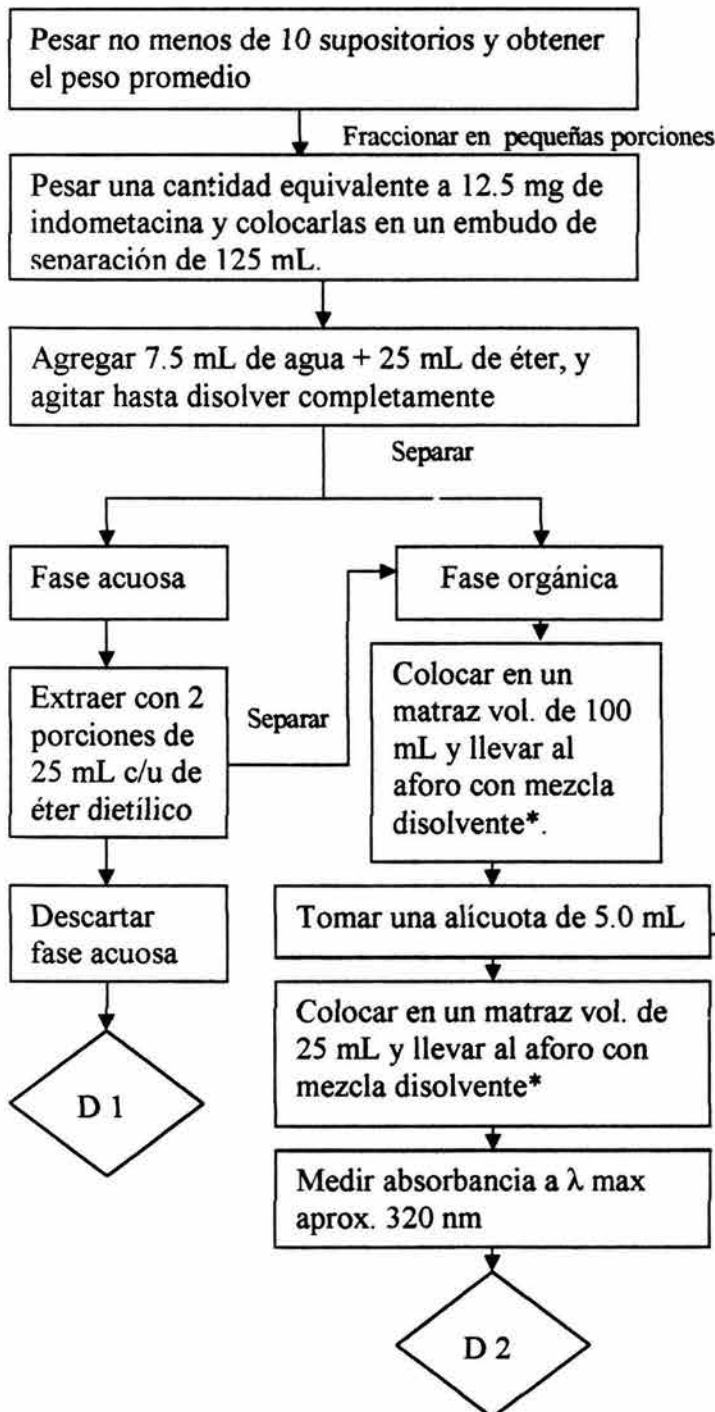 Pesar no menos de 10 supositorios y obtener
el peso promedio
Fraccionar en pequeñas porciones
Pesar una cantidad equivalente a 12.5 mg de
indometacina y colocarlas en un embudo de
separación de 125 mL.
Agregar 7.5 mL de agua + 25 mL de éter, y
agitar hasta disolver completamente
Separar
Fase acuosa
Extraer con 2
porciones de
25 mL c/u de
éter dietílico
Separar
Descartar
fase acuosa
D 1
Fase orgánica
Colocar en un
matraz vol. de 100
mL y llevar al
aforo con mezcla
disolvente*.
Tomar una alícuota de 5.0 mL
Colocar en un matraz vol. de
25 mL y llevar al aforo con
mezcla disolvente*
Medir absorbancia a λ max
aprox. 320 nm
D 2